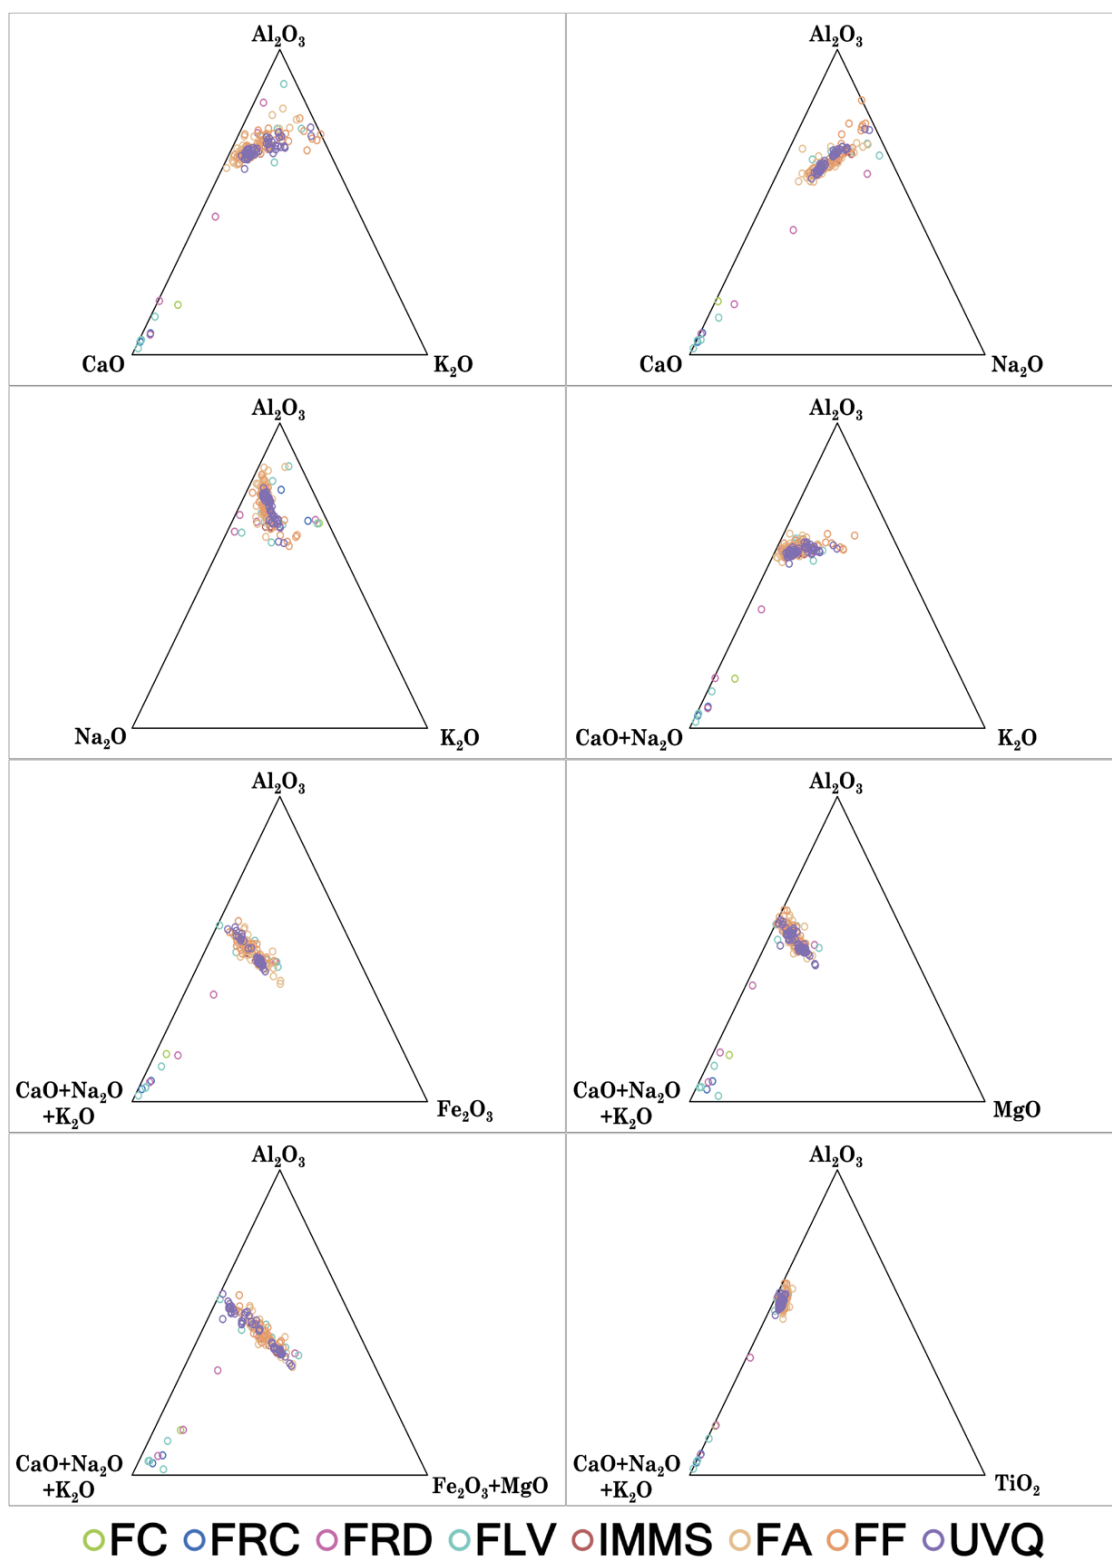 Al₂O₃ Al₂O₃
CaO K₂O CaO Na₂O
Al₂O₃ Al₂O₃
Na₂O K₂O CaO+Na₂O K₂O
Al₂O₃ Al₂O₃
CaO+Na₂O CaO+Na₂O
+K₂O Fe₂O₃ +K₂O MgO
Al₂O₃ Al₂O₃
CaO+Na₂O CaO+Na₂O
+K₂O Fe₂O₃+MgO +K₂O TiO₂
FC FRC FRD FLV IMMS FA FF UVQ